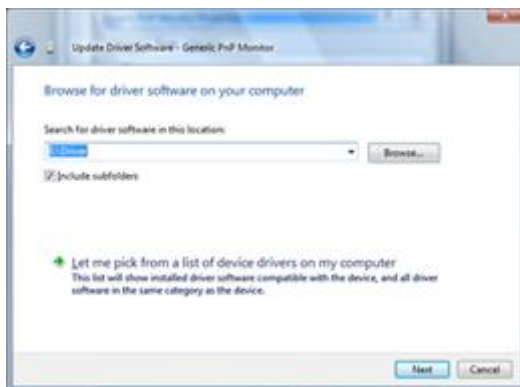 Update Driver Software - Generic PnP Monitor
Browse for driver software on your computer
Search for driver software in this location:
Browse...
Include subfolders
Let me pick from a list of device drivers on my computer
This list will show installed driver software compatible with the device, and all driver
software in the same category as the device.
Next Cancel